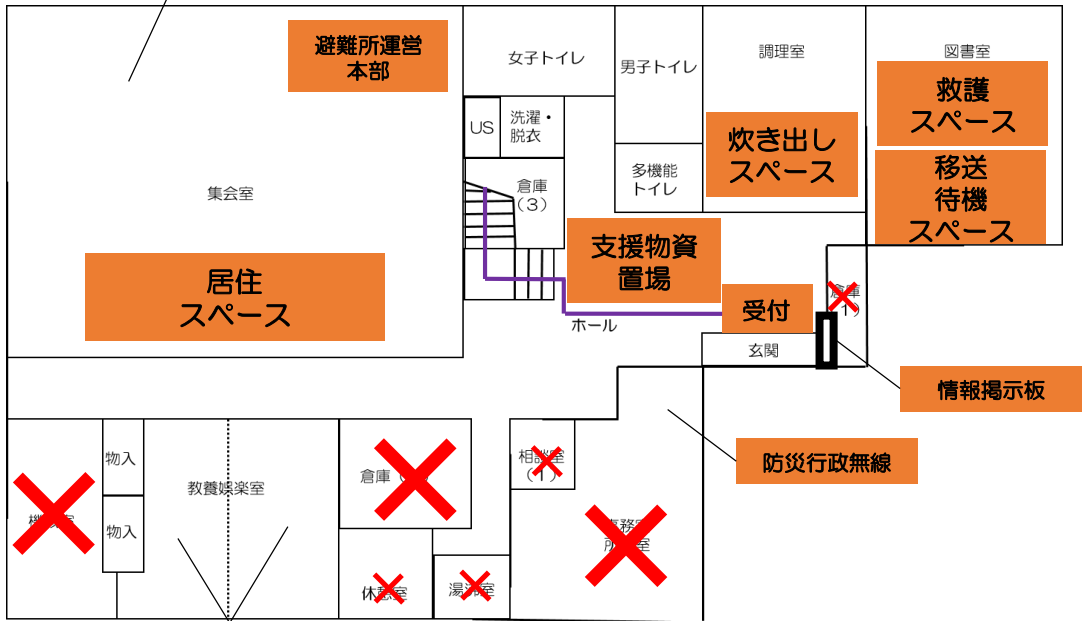 避難所運営
本部
女子トイレ
男子トイレ
調理室
図書室
救護
スペース
US
洗濯・
脱衣
炊き出し
スペース
移送
待機
スペース
多機能
トイレ
集会室
倉庫
（3）
支援物資
置場
居住
スペース
受付
倉庫
ホール
玄関
情報掲示板
防災行政無線
物入
教養娯楽室
倉庫
相談室
（1）
物入
休憩室